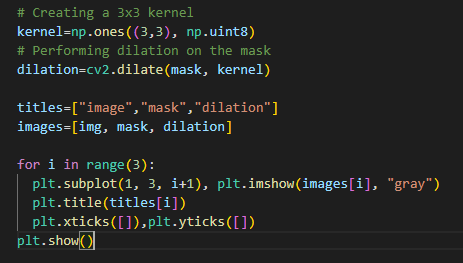 # Creating a 3x3 kernel
kernel=np.ones((3,3), np.uint8)
# Performing dilation on the mask
dilation=cv2.dilate(mask, kernel)
titles=["image","mask","dilation"]
images=[img, mask, dilation]
for i in range(3):
  plt.subplot(1, 3, i+1), plt.imshow(images[i], "gray")
  plt.title(titles[i])
  plt.xticks([]),plt.yticks([])
plt.show()